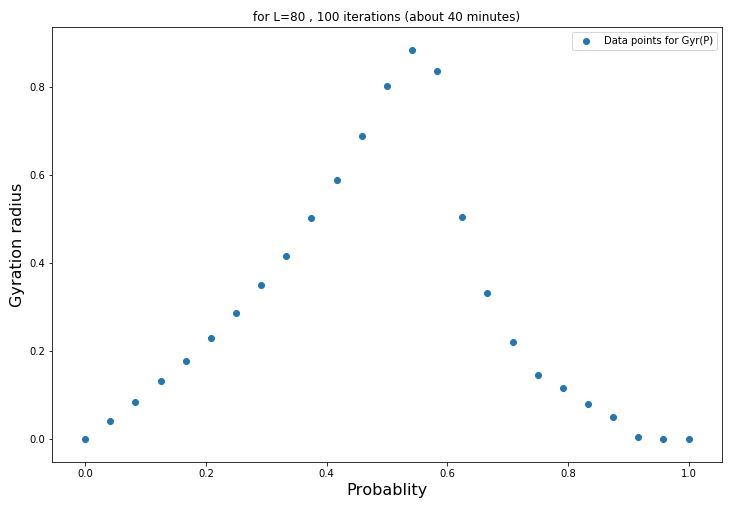 for L=80 , 100 iterations (about 40 minutes)
Data points for Gyr(P)
Gyration radius
0.8
0.6
0.4
0.2
0.0
0.0 0.2 0.4 0.6 0.8 1.0
Probablity